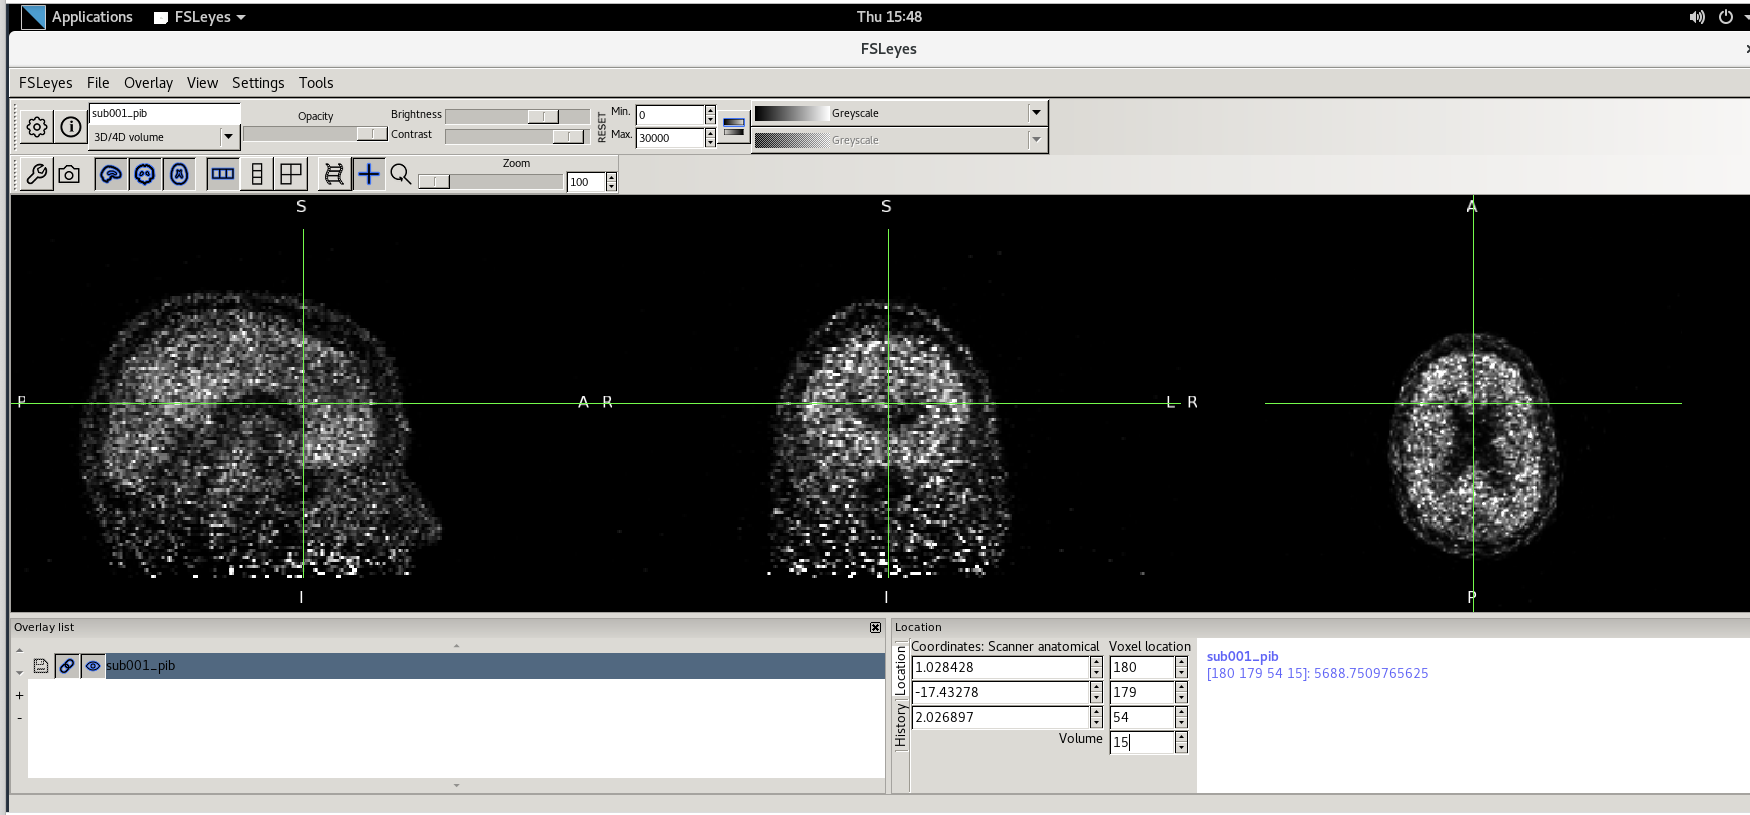 Applications FSLeyes Thu 15:48
FSLeyes
FSLeyes File Overlay View Settings Tools
sub001_pib
3D/4D volume
Opacity
Brightness
Contrast
RESET
Min. 0
Max. 30000
Greyscale
Greyscale
Zoom
100
S S A
P A R L R
I I P
Overlay list
sub001_pib
Location
Location
History
Coordinates: Scanner anatomical Voxel location
1.028428 180
-17.43278 179
2.026897 54
Volume 15
sub001_pib
[180 179 54 15]: 5688.7509765625